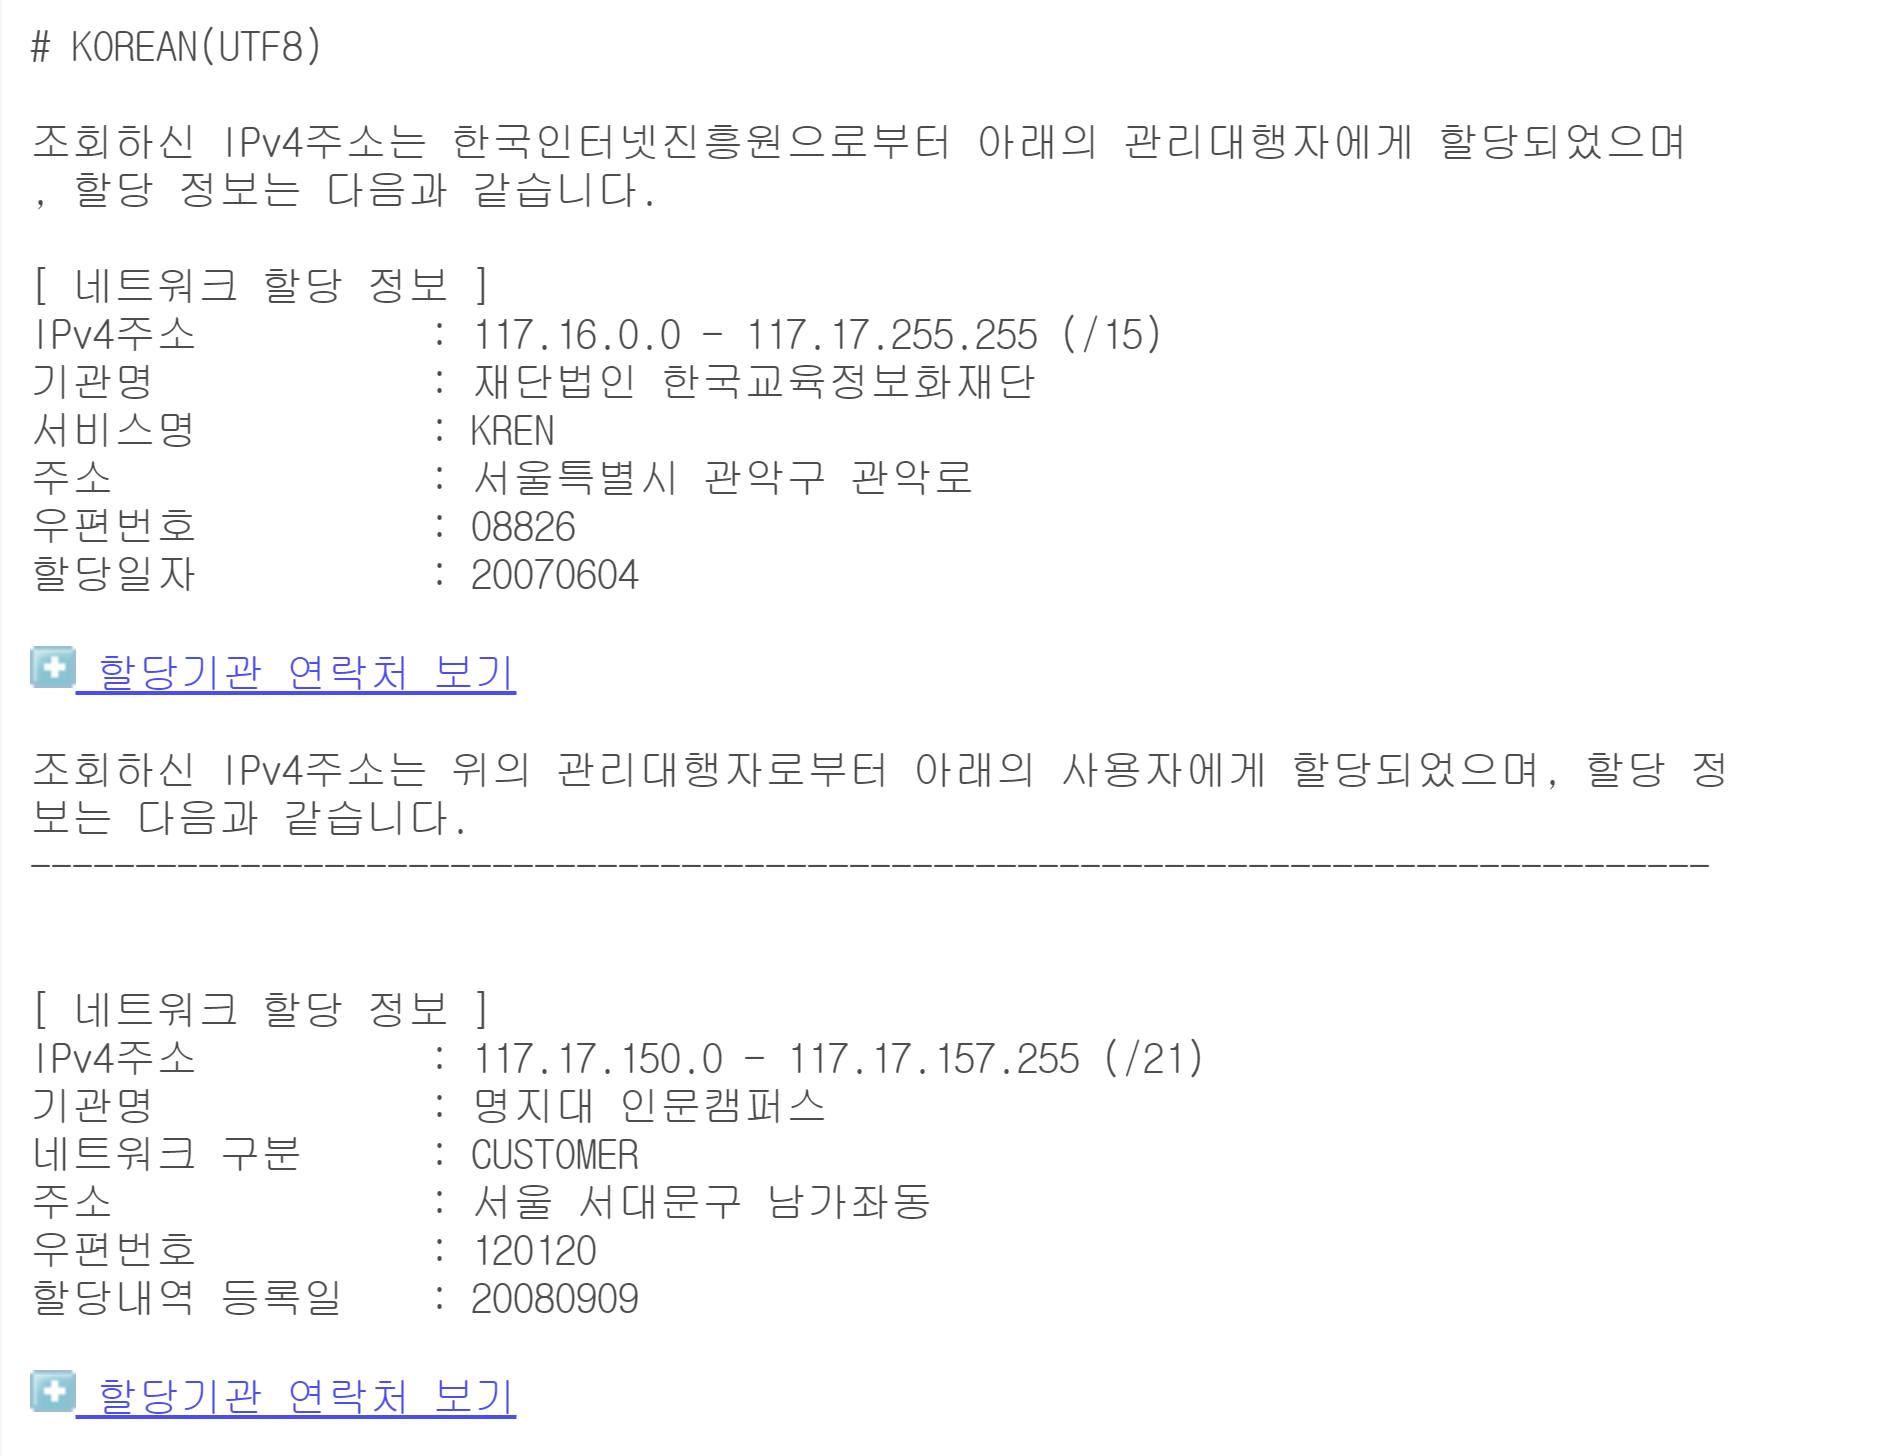 # KOREAN(UTF8)
조회하신 IPv4주소는 한국인터넷진흥원으로부터 아래의 관리대행자에게 할당되었으며
, 할당 정보는 다음과 같습니다.
[ 네트워크 할당 정보 ]
IPv4주소 : 117.16.0.0 - 117.17.255.255 (/15)
기관명 : 재단법인 한국교육정보화재단
서비스명 : KREN
주소 : 서울특별시 관악구 관악로
우편번호 : 08826
할당일자 : 20070604
할당기관 연락처 보기
조회하신 IPv4주소는 위의 관리대행자로부터 아래의 사용자에게 할당되었으며, 할당 정
보는 다음과 같습니다.
--------------------------------------------------------------------------------
[ 네트워크 할당 정보 ]
IPv4주소 : 117.17.150.0 - 117.17.157.255 (/21)
기관명 : 명지대 인문캠퍼스
네트워크 구분 : CUSTOMER
주소 : 서울 서대문구 남가좌동
우편번호 : 120120
할당내역 등록일 : 20080909
할당기관 연락처 보기